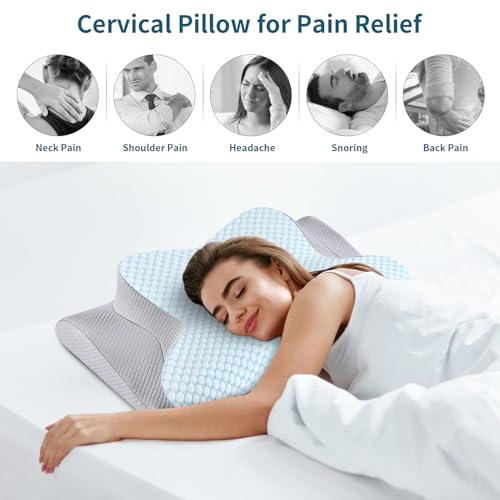 Cervical Pillow for Pain Relief
Neck Pain
Shoulder Pain
Headache
Snoring
Back Pain